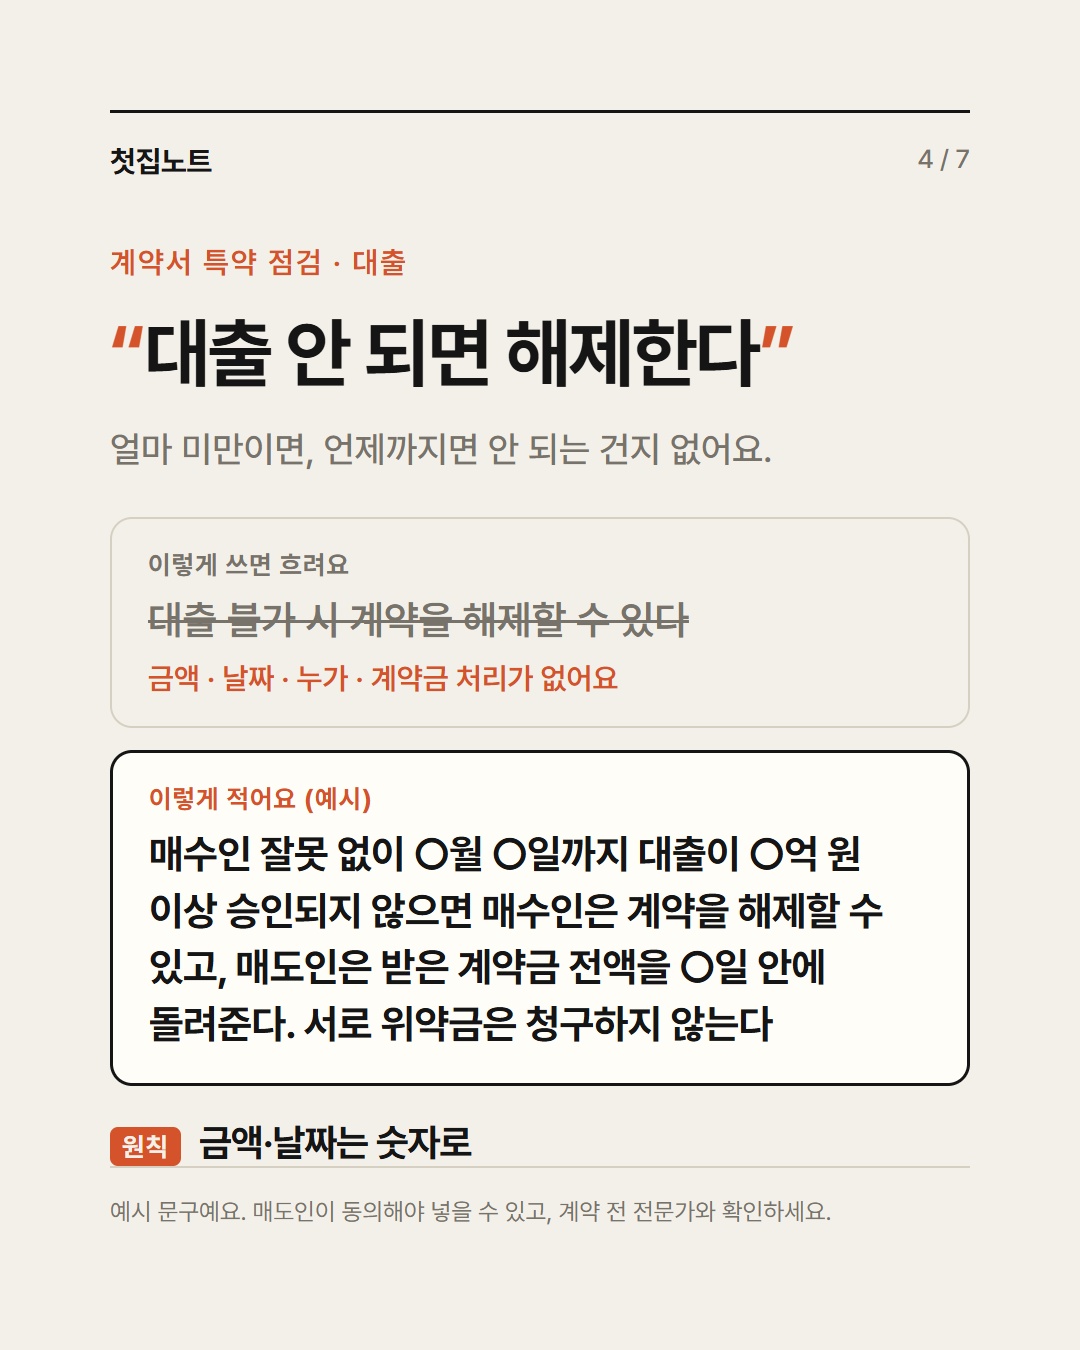 첫집노트
4 / 7
계약서 특약 점검 · 대출
“대출 안 되면 해제한다”
얼마 미만이면, 언제까지면 안 되는 건지 없어요.
이렇게 쓰면 흐려요
대출 불가 시 계약을 해제할 수 있다
금액 · 날짜 · 누가 · 계약금 처리가 없어요
이렇게 적어요 (예시)
매수인 잘못 없이 ○월 ○일까지 대출이 ○억 원
이상 승인되지 않으면 매수인은 계약을 해제할 수
있고, 매도인은 받은 계약금 전액을 ○일 안에
돌려준다. 서로 위약금은 청구하지 않는다
원칙 금액·날짜는 숫자로
예시 문구예요. 매도인이 동의해야 넣을 수 있고, 계약 전 전문가와 확인하세요.